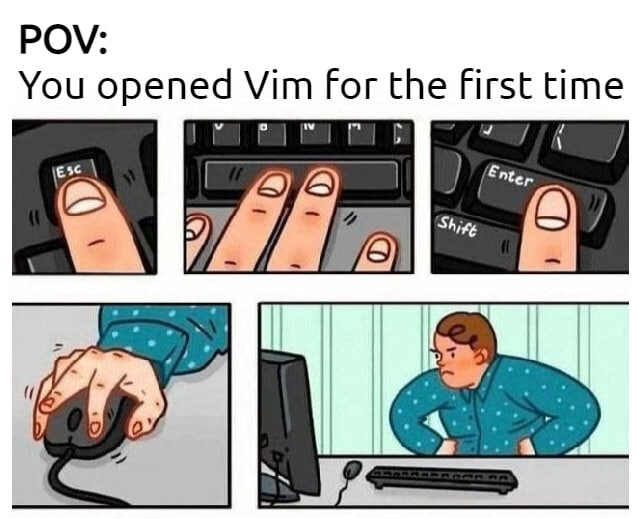 POV:
You opened Vim for the first time
Esc
Enter
Shift